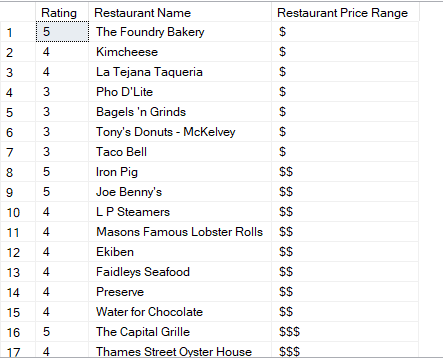 Rating Restaurant Name Restaurant Price Range
1 5 The Foundry Bakery $
2 4 Kimcheese $
3 4 La Tejana Taqueria $
4 3 Pho D'Lite $
5 3 Bagels 'n Grinds $
6 3 Tony's Donuts - McKelvey $
7 3 Taco Bell $
8 5 Iron Pig $$
9 5 Joe Benny's $$
10 4 L P Steamers $$
11 4 Masons Famous Lobster Rolls $$
12 4 Ekiben $$
13 4 Faidleys Seafood $$
14 4 Preserve $$
15 4 Water for Chocolate $$
16 5 The Capital Grille $$$
17 4 Thames Street Oyster House $$$